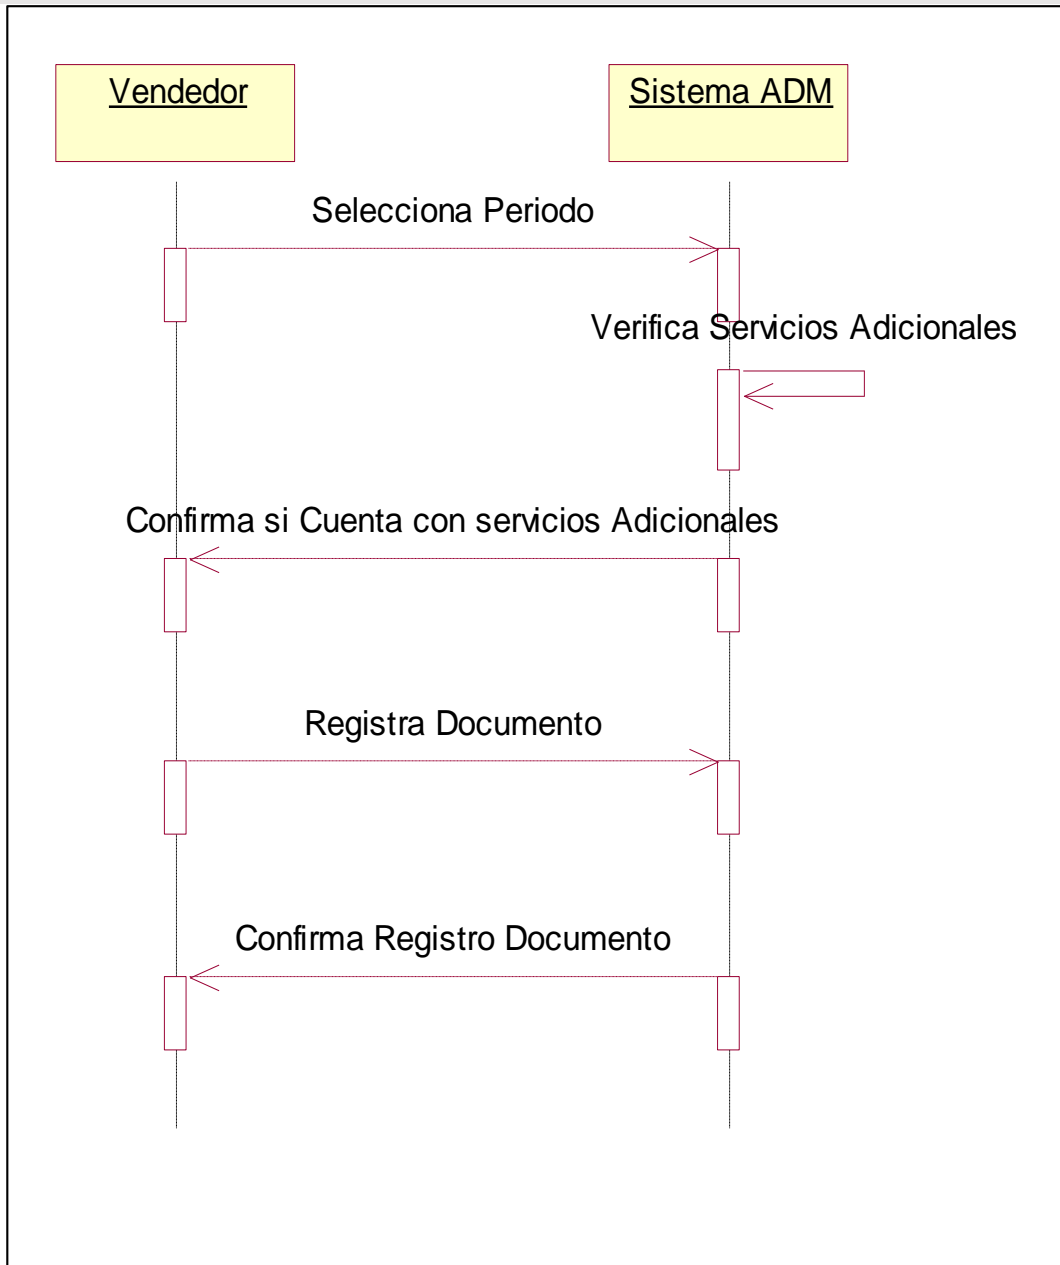 Vendedor
Sistema ADM
Selecciona Periodo
Verifica Servicios Adicionales
Confirma si Cuenta con servicios Adicionales
Registra Documento
Confirma Registro Documento